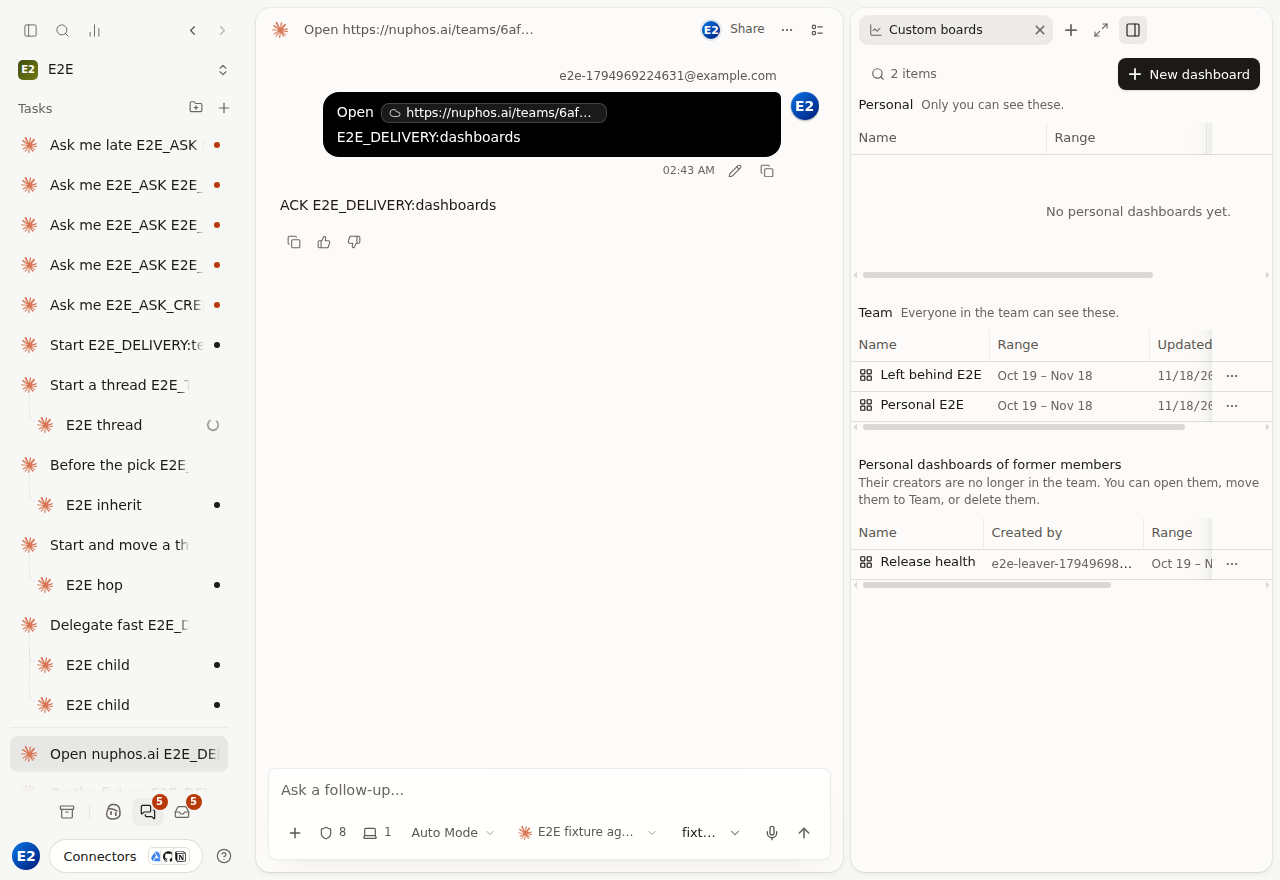 E2 E2E
Tasks
Ask me late E2E_ASK
Ask me E2E_ASK E2E_
Ask me E2E_ASK E2E_
Ask me E2E_ASK E2E_
Ask me E2E_ASK_CRE
Start E2E_DELIVERY:te
Start a thread E2E_T
E2E thread
Before the pick E2E_
E2E inherit
Start and move a th
E2E hop
Delegate fast E2E_D
E2E child
E2E child
Open nuphos.ai E2E_DE
5
5
E2 Connectors
Open https://nuphos.ai/teams/6af...
E2 Share
e2e-1794969224631@example.com
Open https://nuphos.ai/teams/6af...
E2E_DELIVERY:dashboards
E2
02:43 AM
ACK E2E_DELIVERY:dashboards
Ask a follow-up...
8 1 Auto Mode E2E fixture ag... fixt...
Custom boards
2 items
New dashboard
Personal Only you can see these.
Name Range
No personal dashboards yet.
Team Everyone in the team can see these.
Name Range Updated
Left behind E2E Oct 19 – Nov 18 11/18/20
Personal E2E Oct 19 – Nov 18 11/18/20
Personal dashboards of former members
Their creators are no longer in the team. You can open them, move
them to Team, or delete them.
Name Created by Range
Release health e2e-leaver-17949698... Oct 19 – N